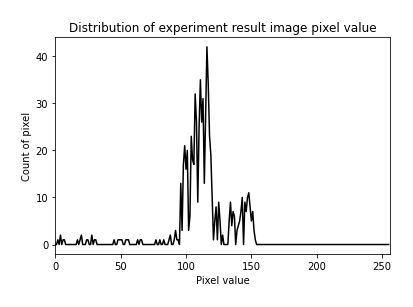 Distribution of experiment result image pixel value
Count of pixel
40
30
20
10
0
0 50 100 150 200 250
Pixel value